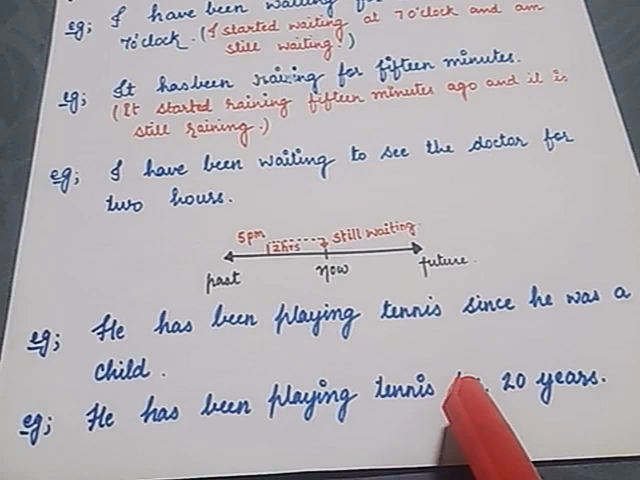 eg; I have been waiting
7o'clock. (I started waiting at 7o'clock and am
still waiting!)
eg; It has been raining for fifteen minutes.
(It started raining fifteen minutes ago and it is
still raining.)
eg; I have been waiting to see the doctor for
two hours.
5pm 2hrs still waiting.
past now future.
eg; He has been playing tennis since he was a
child.
eg; He has been playing tennis 20 years.